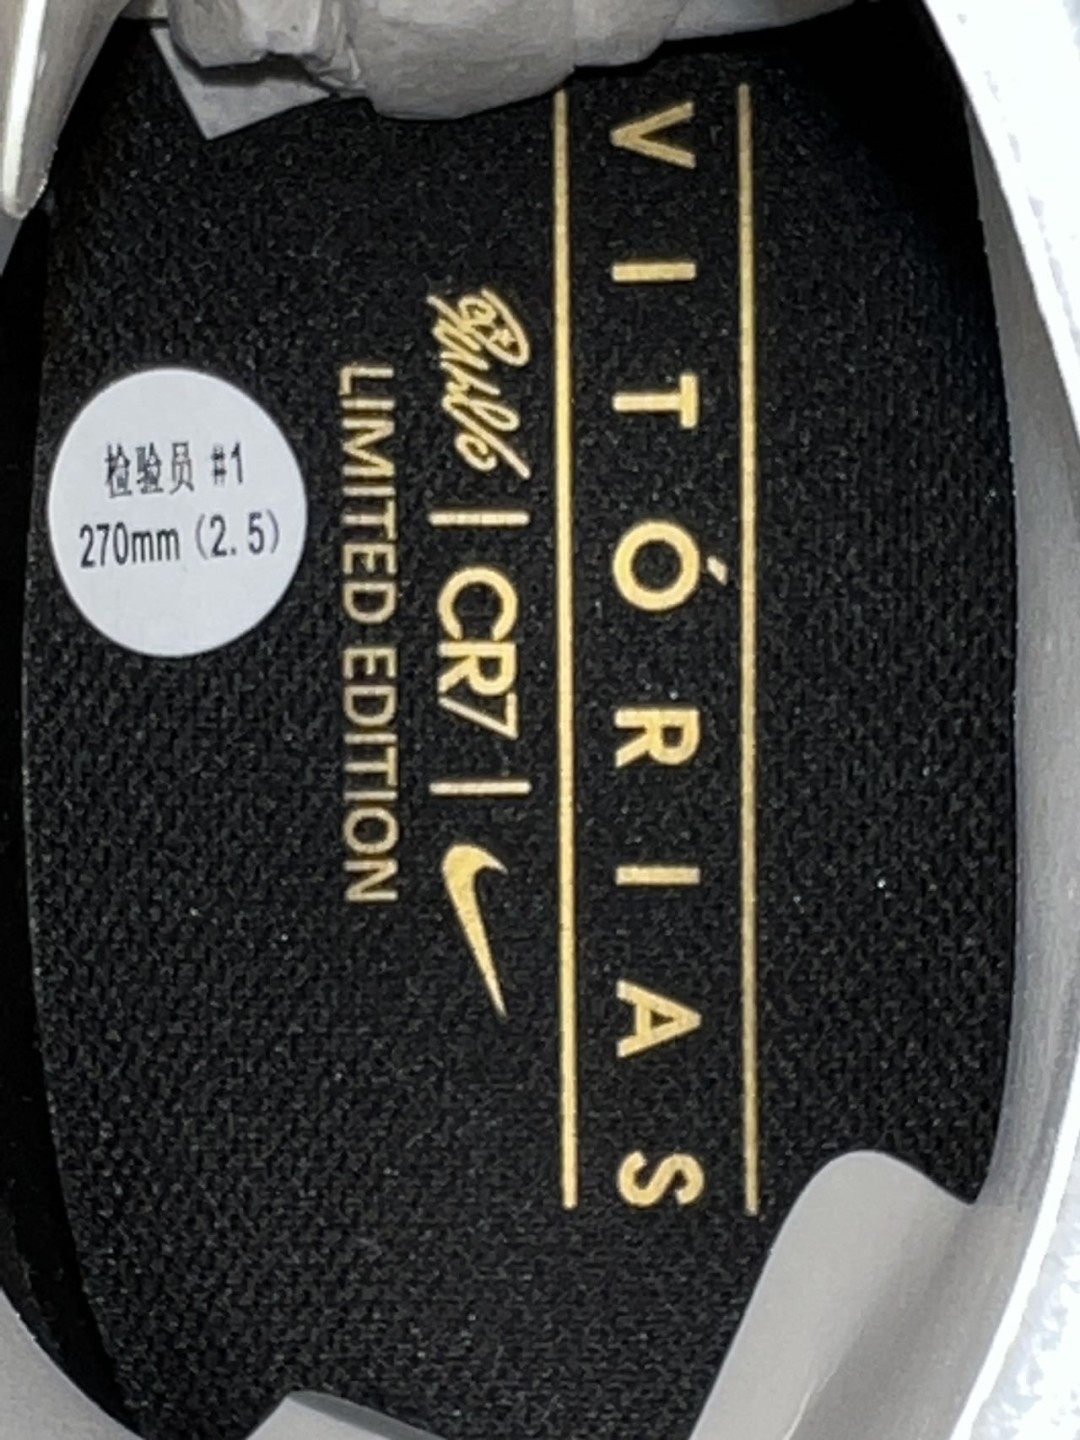 VITÓRIAS
| CR7 |
LIMITED EDITION
检验员 #1
270mm (2.5)